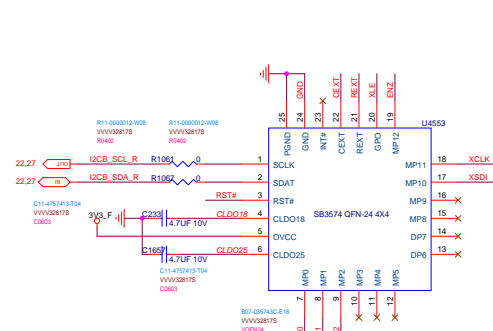 GND
CEXT
REXT
XLE
ENZ
25
24
23
22
21
20
19
U4553
PGND
GND
INT#
CEXT
REXT
GPO
MP12
R11-0000012-W08
VVVV32817S
R0402
R11-0000012-W08
VVVV32817S
R0402
22,27
OUT
I2CB_SCL_R
R1061
0
1
SCLK
MP11
18
XCLK
22,27
I2CB_SDA_R
R1067
0
2
SDAT
MP10
17
XSDI
RST#
3
RST#
MP9
16
C11-4757413-T04
VVVV32817S
C0603
3V3_F
C233
4.7UF 10V
CLDO18
4
CLDO18
SB3574 QFN-24 4X4
MP8
15
5
OVCC
DP7
14
C1657
4.7UF 10V
CLDO25
6
CLDO25
DP6
13
C11-4757413-T04
VVVV32817S
C0603
MP0
MP1
MP2
MP3
MP4
MP5
7
8
9
10
11
12
B07-035743C-E18
VVVV32817S
VQFN24